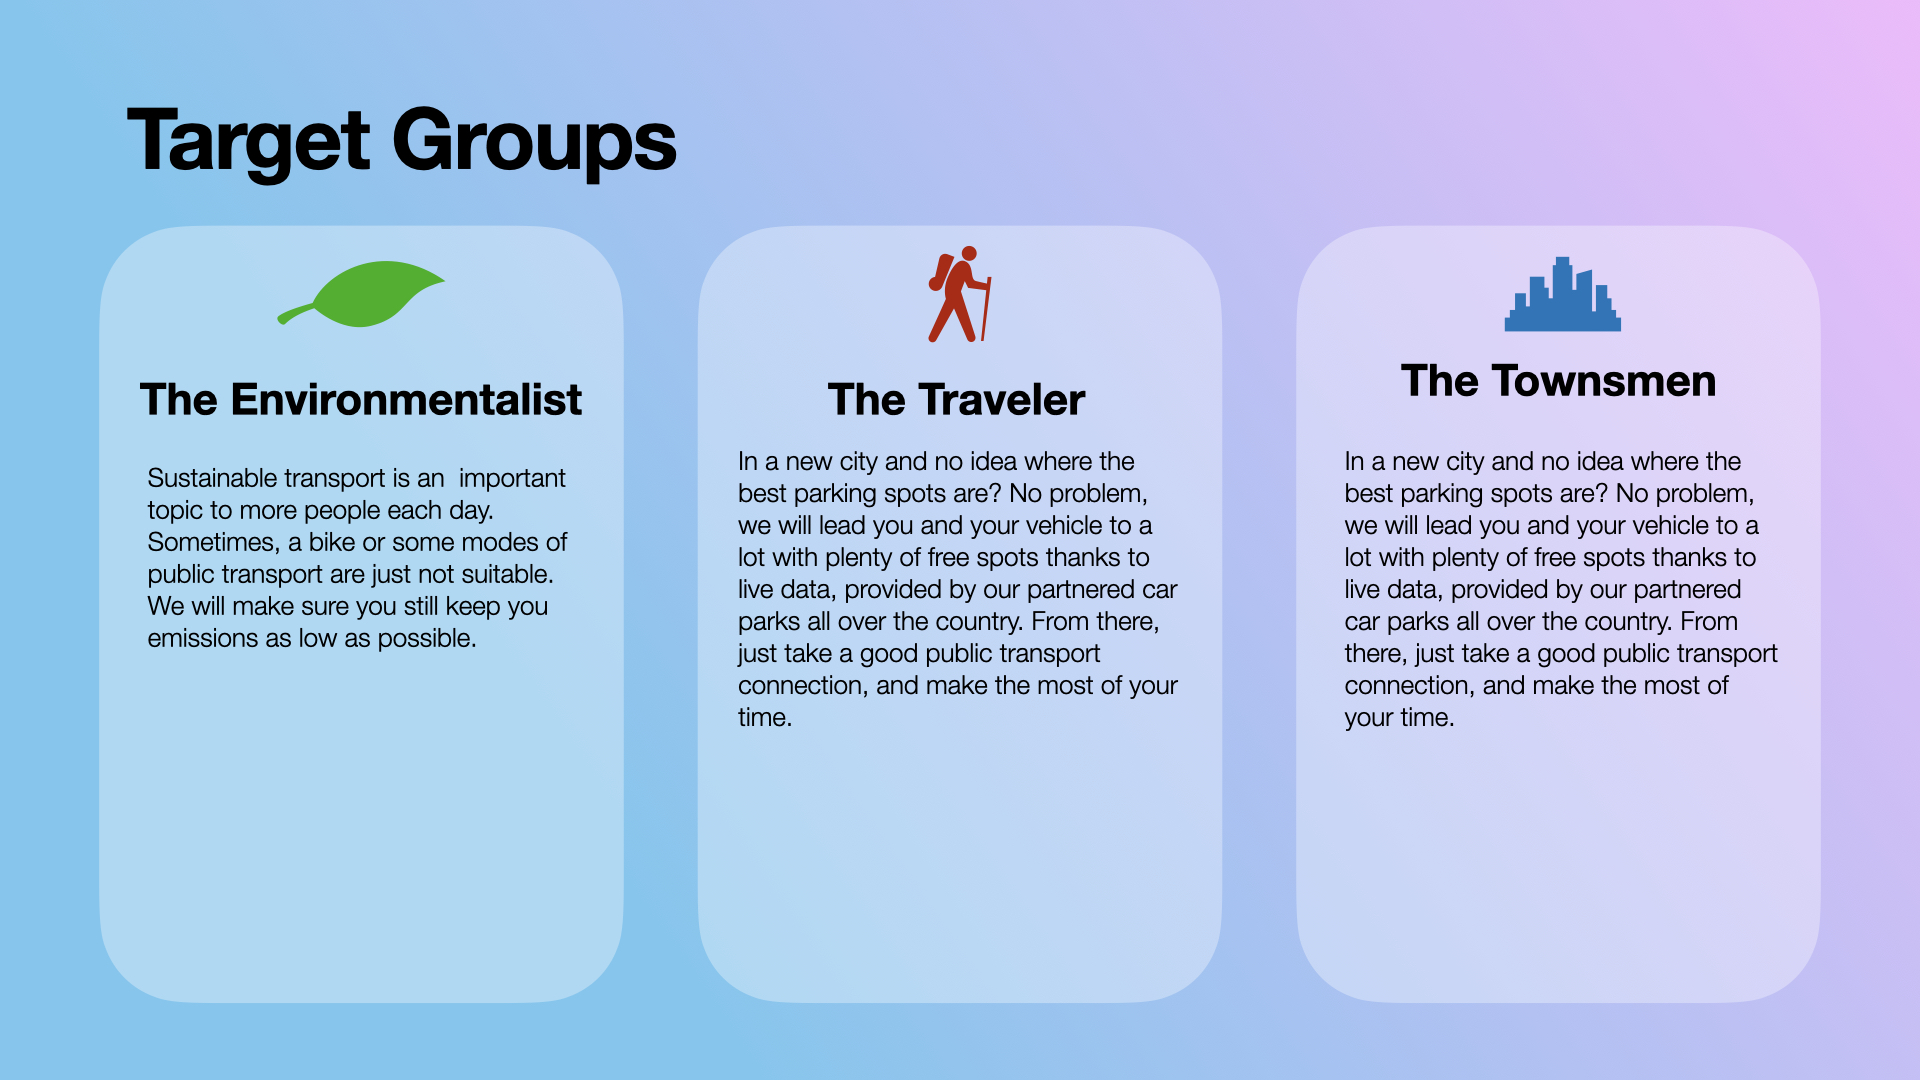 Target Groups
The Environmentalist
Sustainable transport is an  important
topic to more people each day.
Sometimes, a bike or some modes of
public transport are just not suitable.
We will make sure you still keep you
emissions as low as possible.
The Traveler
In a new city and no idea where the
best parking spots are? No problem,
we will lead you and your vehicle to a
lot with plenty of free spots thanks to
live data, provided by our partnered car
parks all over the country. From there,
just take a good public transport
connection, and make the most of your
time.
The Townsmen
In a new city and no idea where the
best parking spots are? No problem,
we will lead you and your vehicle to a
lot with plenty of free spots thanks to
live data, provided by our partnered
car parks all over the country. From
there, just take a good public transport
connection, and make the most of
your time.